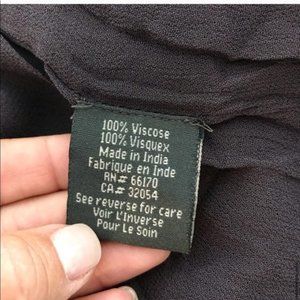 100% Viscose
100% Visquex
Made in India
Fabrique en Inde
RN# 66170
CA# 32054
See reverse for care
Voir L'Inverse
Pour Le Soin